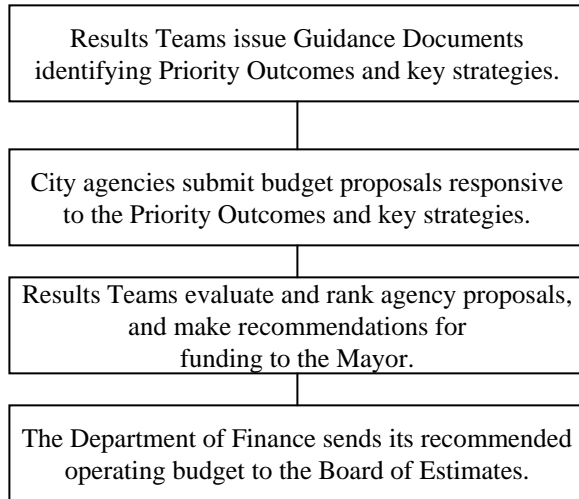 Results Teams issue Guidance Documents
identifying Priority Outcomes and key strategies.
City agencies submit budget proposals responsive
to the Priority Outcomes and key strategies.
Results Teams evaluate and rank agency proposals,
and make recommendations for
funding to the Mayor.
The Department of Finance sends its recommended
operating budget to the Board of Estimates.